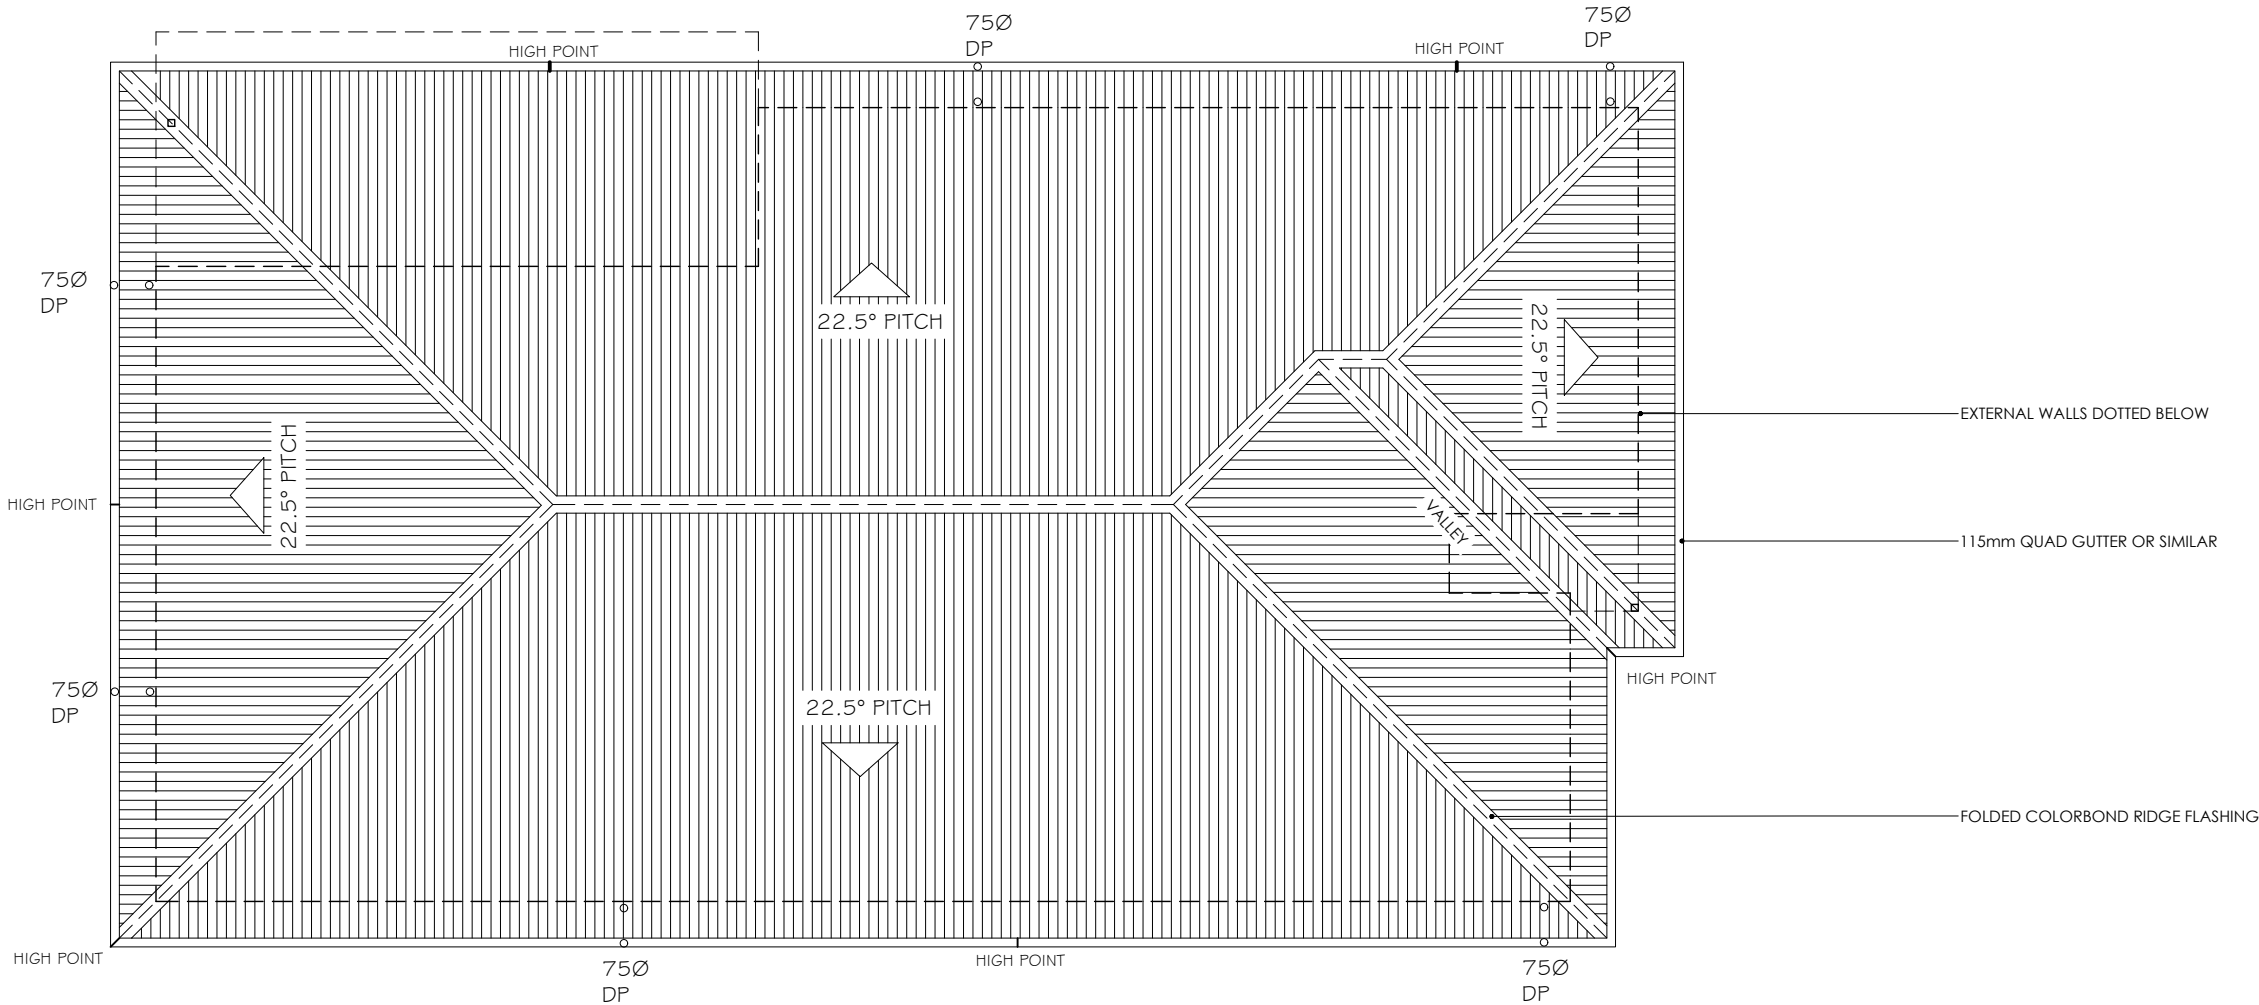 75Ø
DP
75Ø
DP
HIGH POINT
HIGH POINT
75Ø
DP
22.5° PITCH
22.5° PITCH
EXTERNAL WALLS DOTTED BELOW
22.5° PITCH
HIGH POINT
VALLEY
115mm QUAD GUTTER OR SIMILAR
HIGH POINT
75Ø
DP
22.5° PITCH
FOLDED COLORBOND RIDGE FLASHING
HIGH POINT
HIGH POINT
75Ø
DP
75Ø
DP